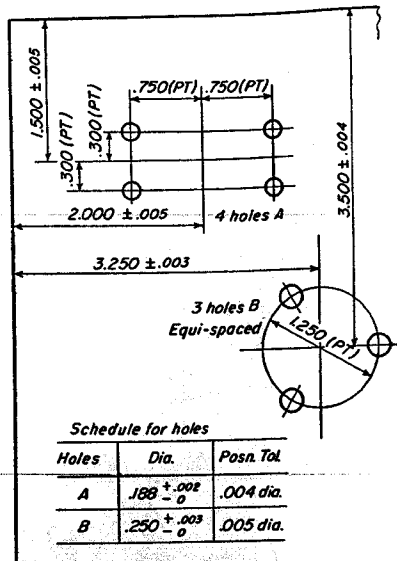 1.500 ±.005
.300 (PT)
.300 (PT)
.750(PT)
.750(PT)
3.500 ±.004
2.000 ±.005
4 holes A
3.250 ±.003
3 holes B
Equi-spaced
1.250 (PT)
Schedule for holes
Holes Dia. Posn. Tol.
A .188 +.002 -0 .004 dia.
B .250 +.003 -0 .005 dia.